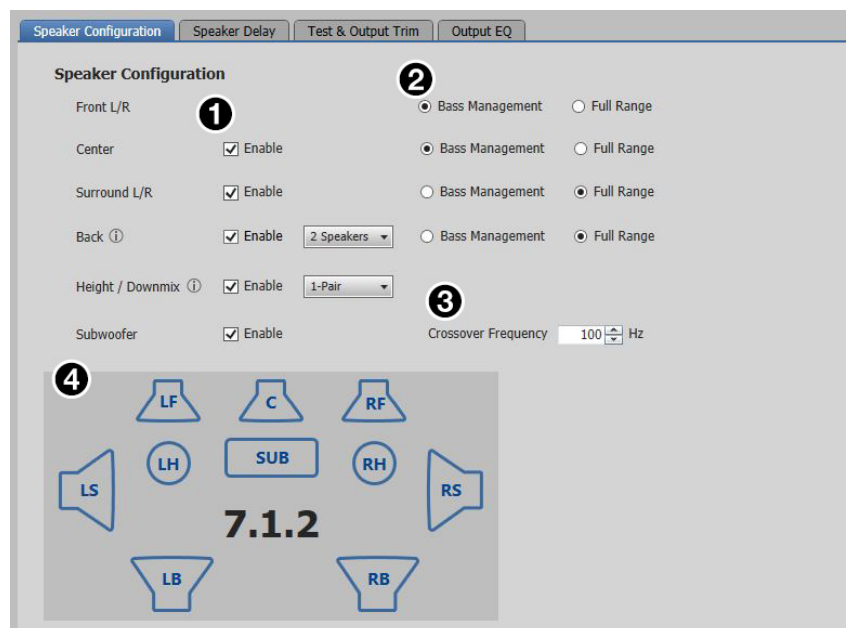 Speaker Configuration Speaker Delay Test & Output Trim Output EQ
Speaker Configuration
2
Front L/R Bass Management Full Range
1
Center Enable Bass Management Full Range
Surround L/R Enable Bass Management Full Range
Back i Enable 2 Speakers Bass Management Full Range
Height / Downmix i Enable 1-Pair
3
Subwoofer Enable Crossover Frequency 100 Hz
4
LF C RF
LH SUB RH
LS RS
7.1.2
LB RB